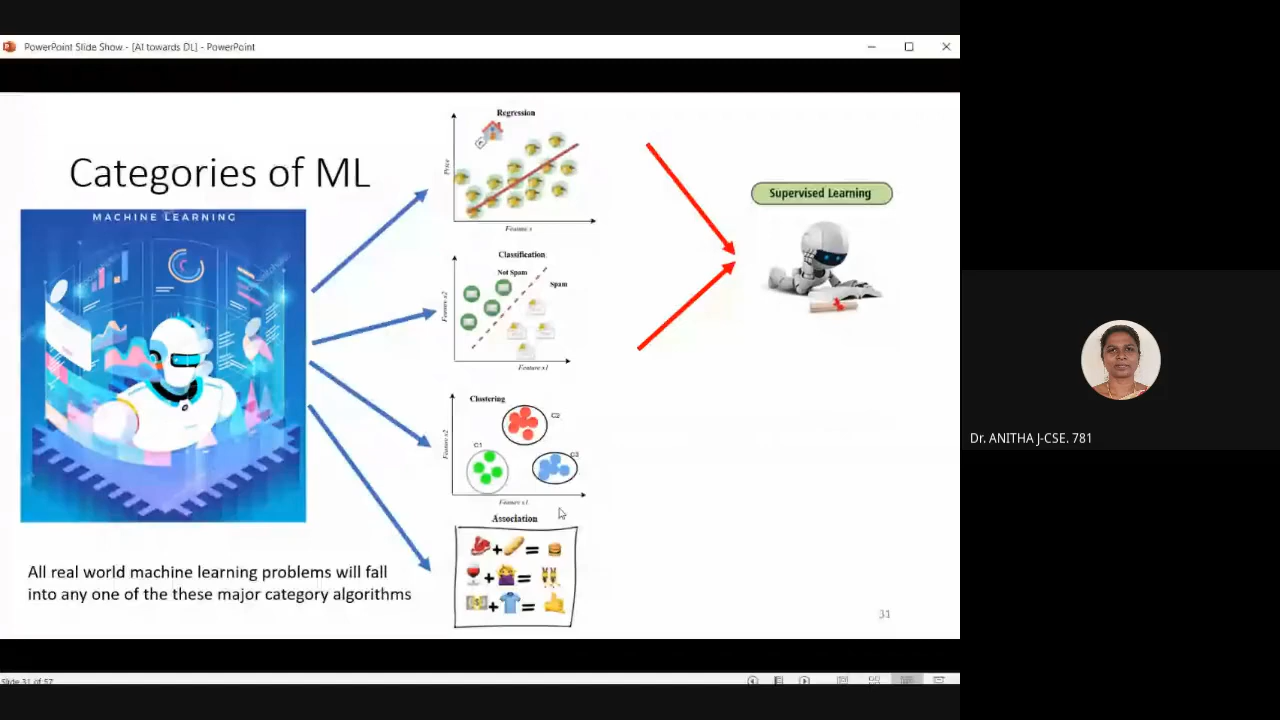 PowerPoint Slide Show - [AI towards DL] - PowerPoint
Categories of ML
MACHINE LEARNING
All real world machine learning problems will fall
into any one of the these major category algorithms
Regression
Price
Feature x
Classification
Not Spam
Spam
Feature x2
Feature x1
Clustering
C2
C1
C3
Feature x2
Feature x1
Association
Supervised Learning
31
Slide 31 of 57
Dr. ANITHA J-CSE. 781